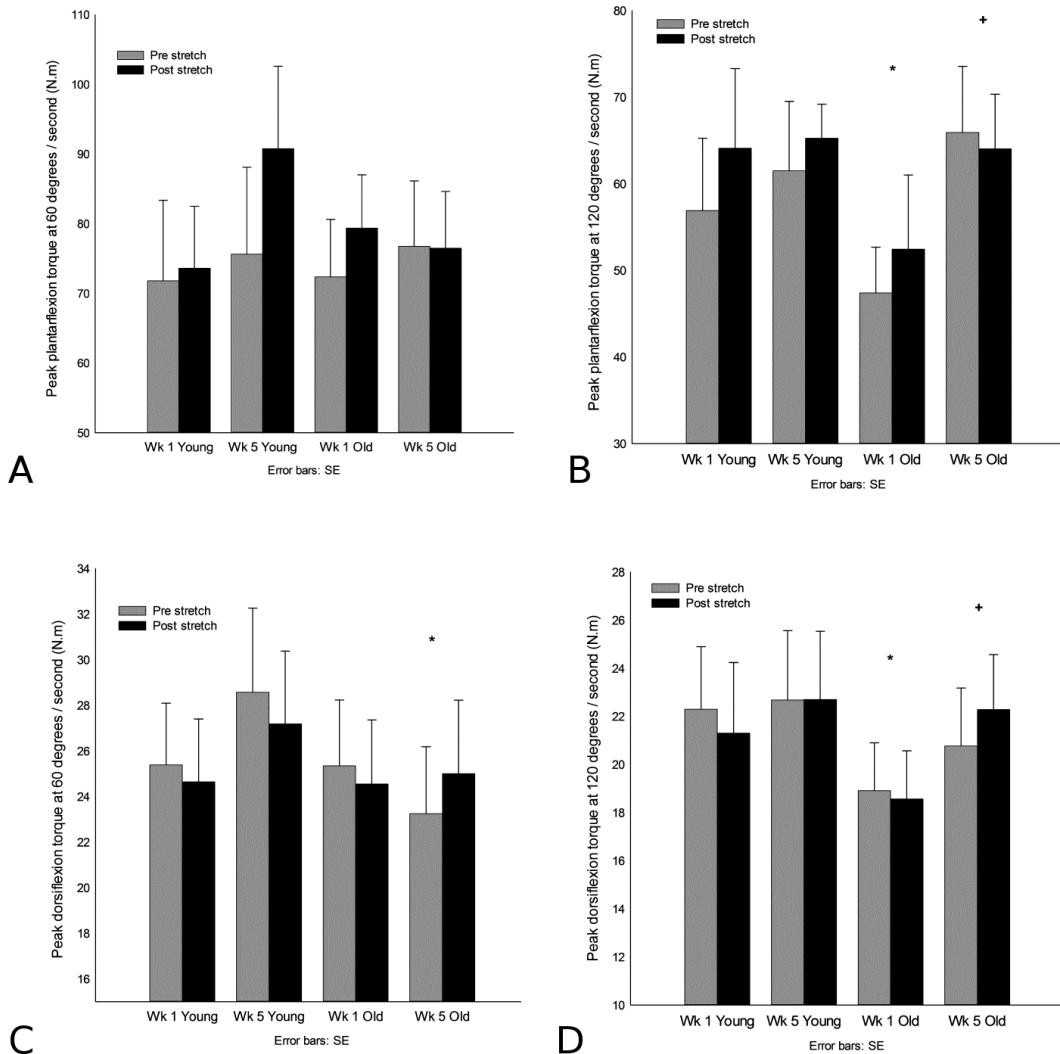 110
100
90
80
70
60
50
Peak plantarflexion torque at 60 degrees / second (N.m)
Pre stretch
Post stretch
Wk 1 Young Wk 5 Young Wk 1 Old Wk 5 Old
Error bars: SE
A
80
70
60
50
40
30
Peak plantarflexion torque at 120 degrees / second (N.m)
Pre stretch
Post stretch
*
+
Wk 1 Young Wk 5 Young Wk 1 Old Wk 5 Old
Error bars: SE
B
34
32
30
28
26
24
22
20
18
16
Peak dorsiflexion torque at 60 degrees / second (N.m)
Pre stretch
Post stretch
*
Wk 1 Young Wk 5 Young Wk 1 Old Wk 5 Old
Error bars: SE
C
28
26
24
22
20
18
16
14
12
10
Peak dorsiflexion torque at 120 degrees / second (N.m)
Pre stretch
Post stretch
*
+
Wk 1 Young Wk 5 Young Wk 1 Old Wk 5 Old
Error bars: SE
D